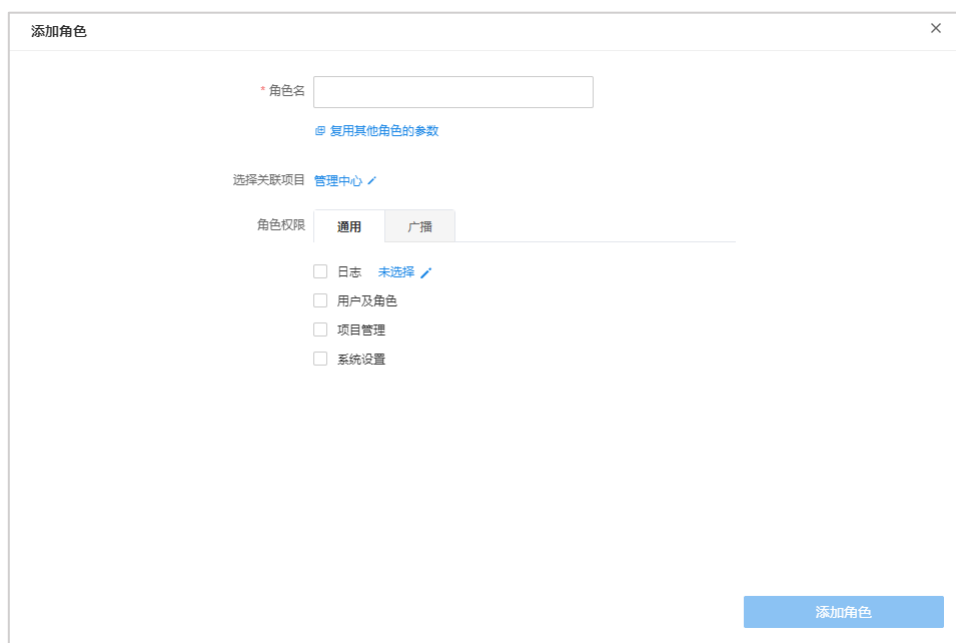 添加角色
* 角色名
复用其他角色的参数
选择关联项目 管理中心
角色权限 通用 广播
日志 未选择
用户及角色
项目管理
系统设置
添加角色